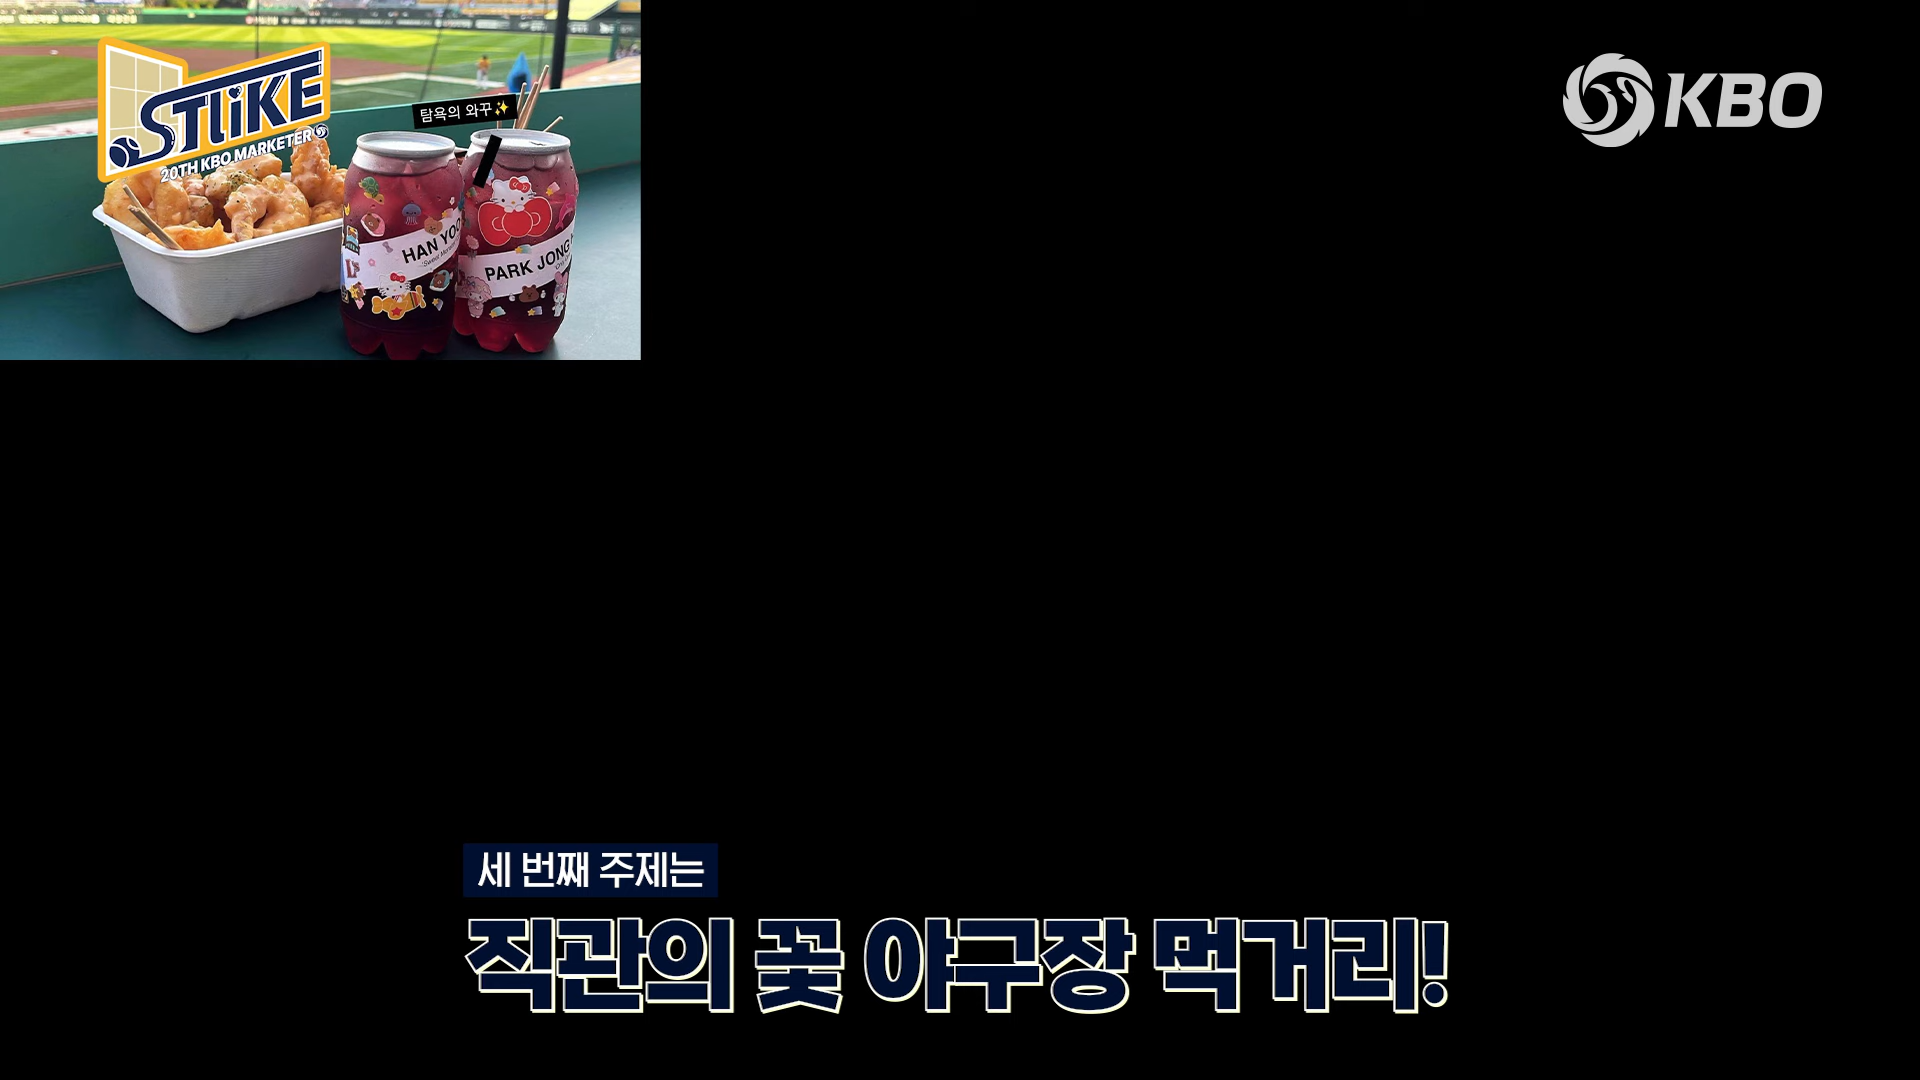 STLiKE
20TH KBO MARKETER
KBO
탐욕의 와꾸✨
HAN YOO
PARK JONG
세 번째 주제는
직관의 꽃 야구장 먹거리!